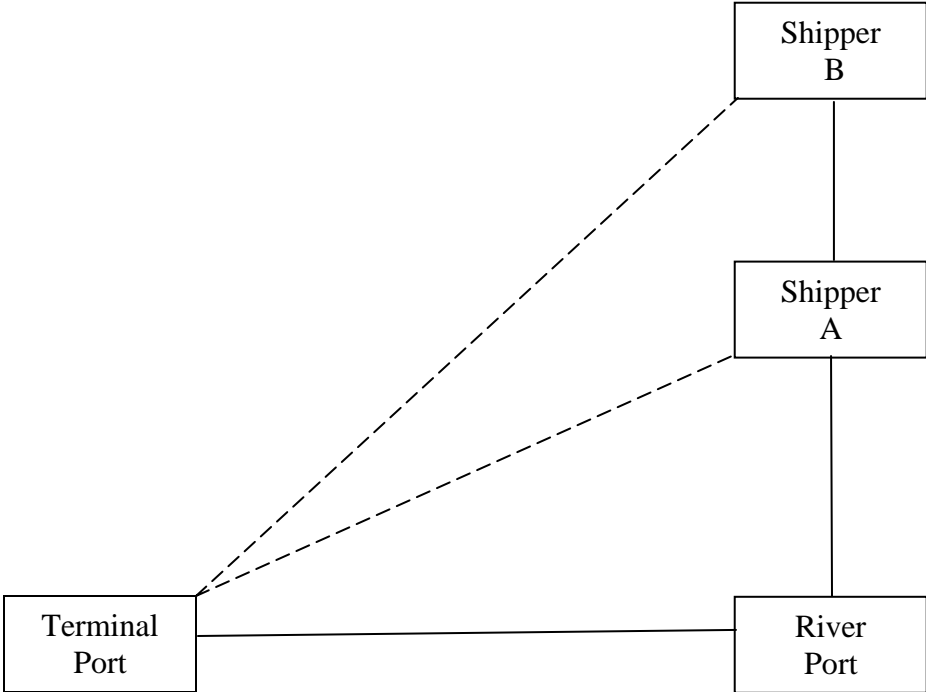 Shipper
B
Shipper
A
Terminal
Port
River
Port